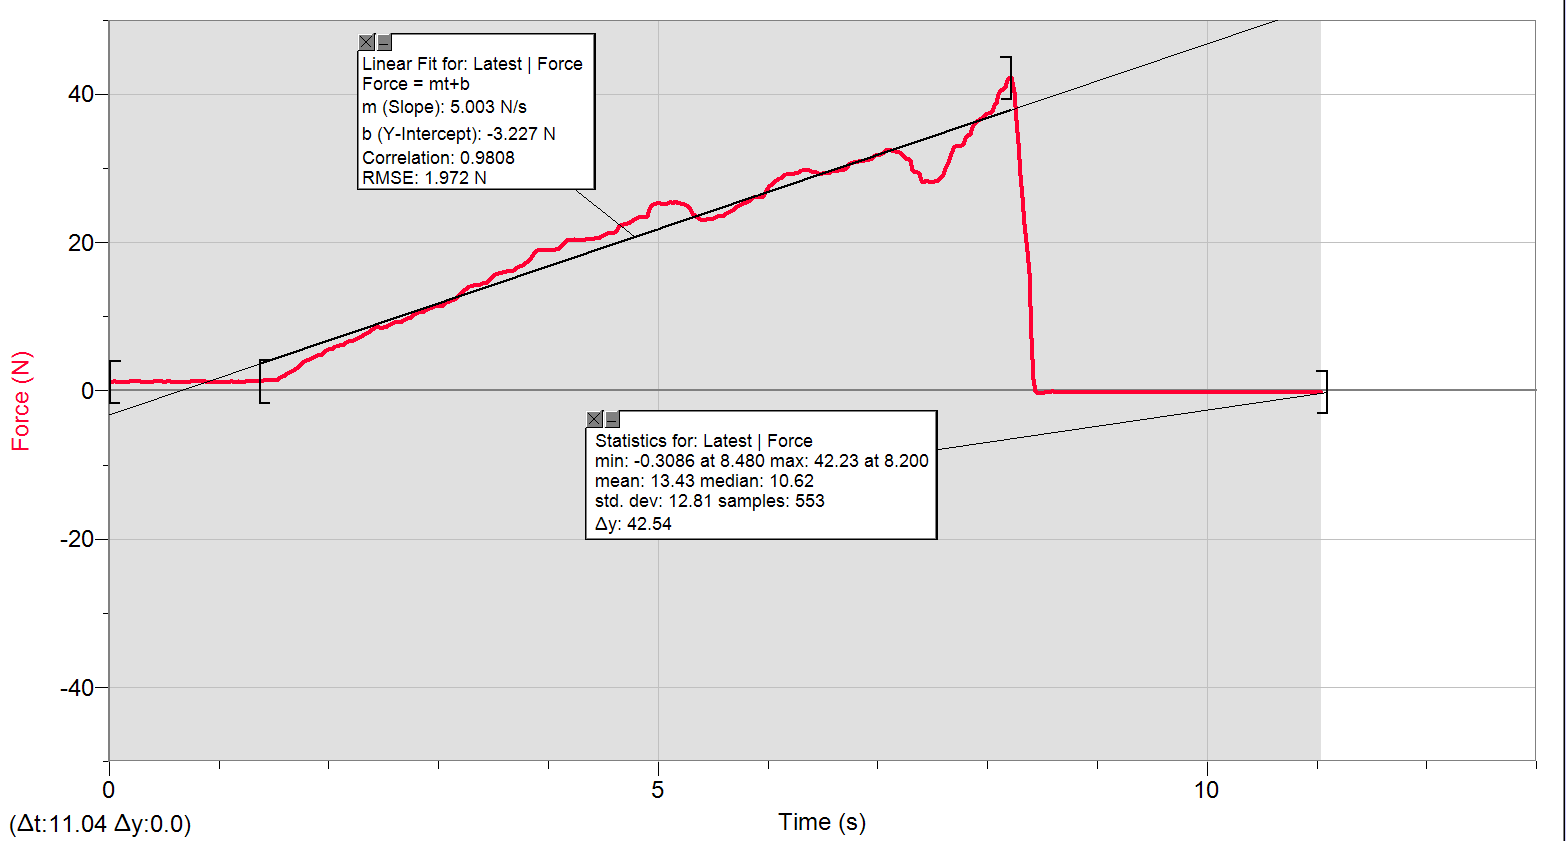 Linear Fit for: Latest | Force
Force = mt+b
m (Slope): 5.003 N/s
b (Y-Intercept): -3.227 N
Correlation: 0.9808
RMSE: 1.972 N
40
20
0
-20
-40
Force (N)
Statistics for: Latest | Force
min: -0.3086 at 8.480 max: 42.23 at 8.200
mean: 13.43 median: 10.62
std. dev: 12.81 samples: 553
Δy: 42.54
0
5
10
(Δt:11.04 Δy:0.0)
Time (s)